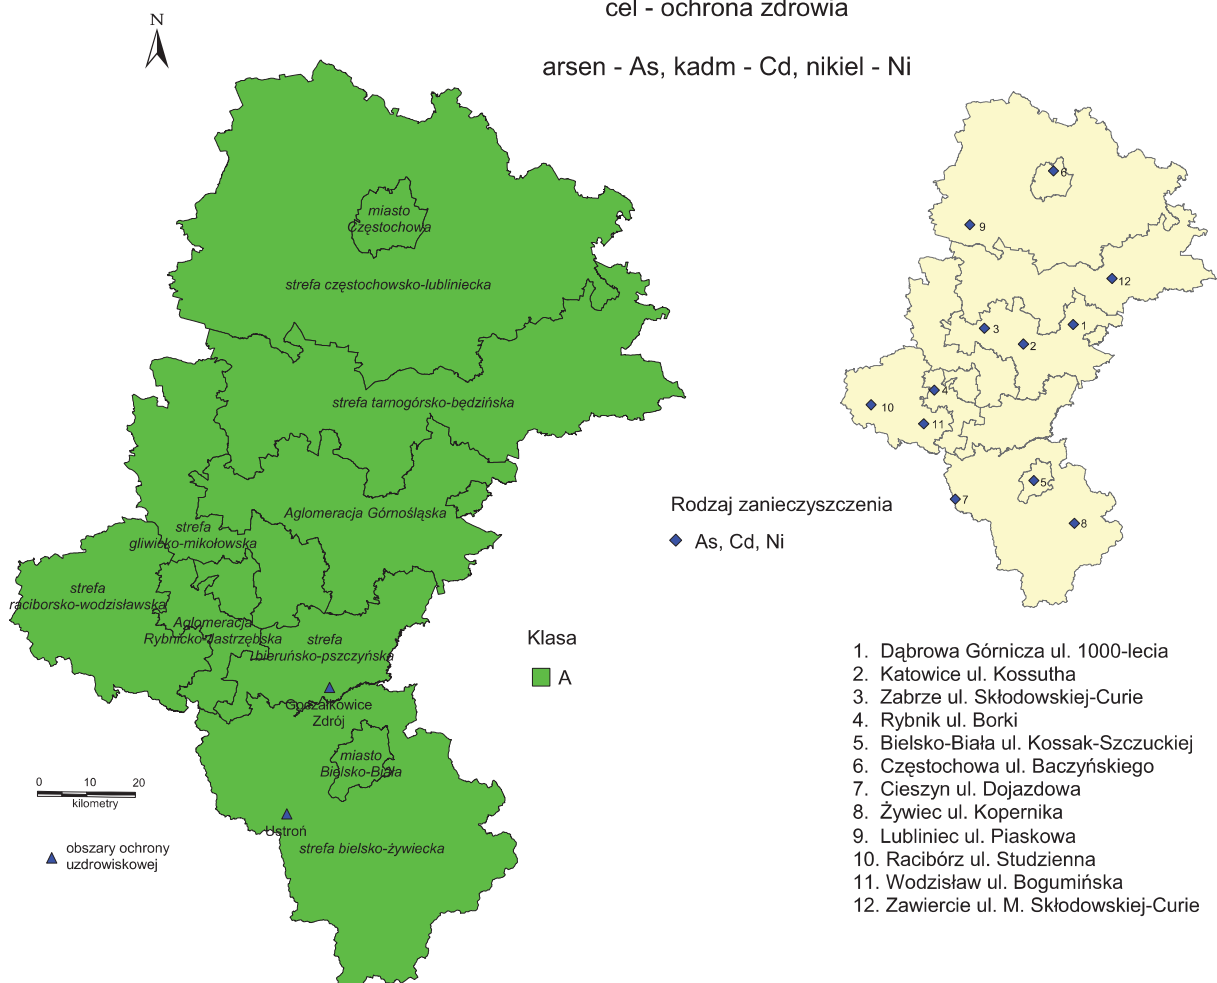 cel - ochrona zdrowia
N
arsen - As, kadm - Cd, nikiel - Ni
miasto
Częstochowa
strefa częstochowsko-lubliniecka
strefa tarnogórsko-będzińska
Aglomeracja Górnośląska
strefa
gliwicko-mikołowska
strefa
raciborsko-wodzisławska
Aglomeracja
Rybnicko-Jastrzębska
strefa
bieruńsko-pszczyńska
Goczałkowice
Zdrój
miasto
Bielsko-Biała
Ustroń
strefa bielsko-żywiecka
0 10 20
kilometry
obszary ochrony
uzdrowiskowej
Klasa
A
6
9
12
1
3
2
4
10
11
5
7
8
Rodzaj zanieczyszczenia
As, Cd, Ni
1. Dąbrowa Górnicza ul. 1000-lecia
2. Katowice ul. Kossutha
3. Zabrze ul. Skłodowskiej-Curie
4. Rybnik ul. Borki
5. Bielsko-Biała ul. Kossak-Szczuckiej
6. Częstochowa ul. Baczyńskiego
7. Cieszyn ul. Dojazdowa
8. Żywiec ul. Kopernika
9. Lubliniec ul. Piaskowa
10. Racibórz ul. Studzienna
11. Wodzisław ul. Bogumińska
12. Zawiercie ul. M. Skłodowskiej-Curie